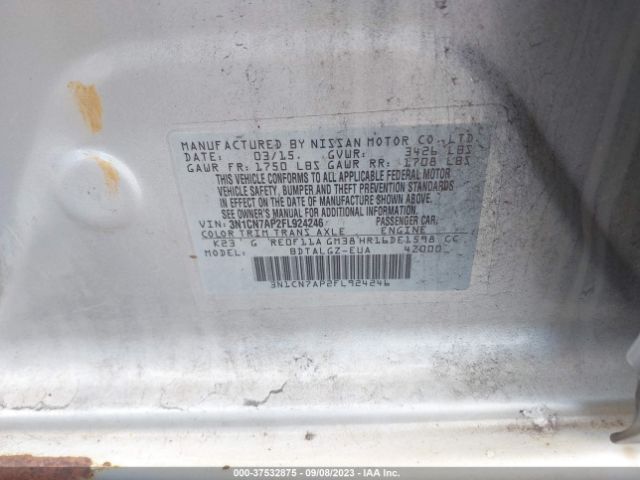 MANUFACTURED BY NISSAN MOTOR CO., LTD.
DATE: 03/15. GVWR: 3426 LBS
GAWR FR: 1750 LBS GAWR RR: 1708 LBS
THIS VEHICLE CONFORMS TO ALL APPLICABLE FEDERAL MOTOR
VEHICLE SAFETY, BUMPER, AND THEFT PREVENTION STANDARDS
IN EFFECT ON THE DATE OF MANUFACTURE SHOWN ABOVE.
SEE OWNER'S MANUAL FOR ADDITIONAL INFORMATION.
VIN: 3N1CN7AP2FL924246 PASSENGER CAR.
COLOR TRIM TRANS AXLE ENGINE
K23 G RE0F11A GM38 HR16DE1598 CC
MODEL: BDTALGZ-EUA 4Z000
3N1CN7AP2FL924246
000-37532875 | 09/08/2023 | IAA Inc.